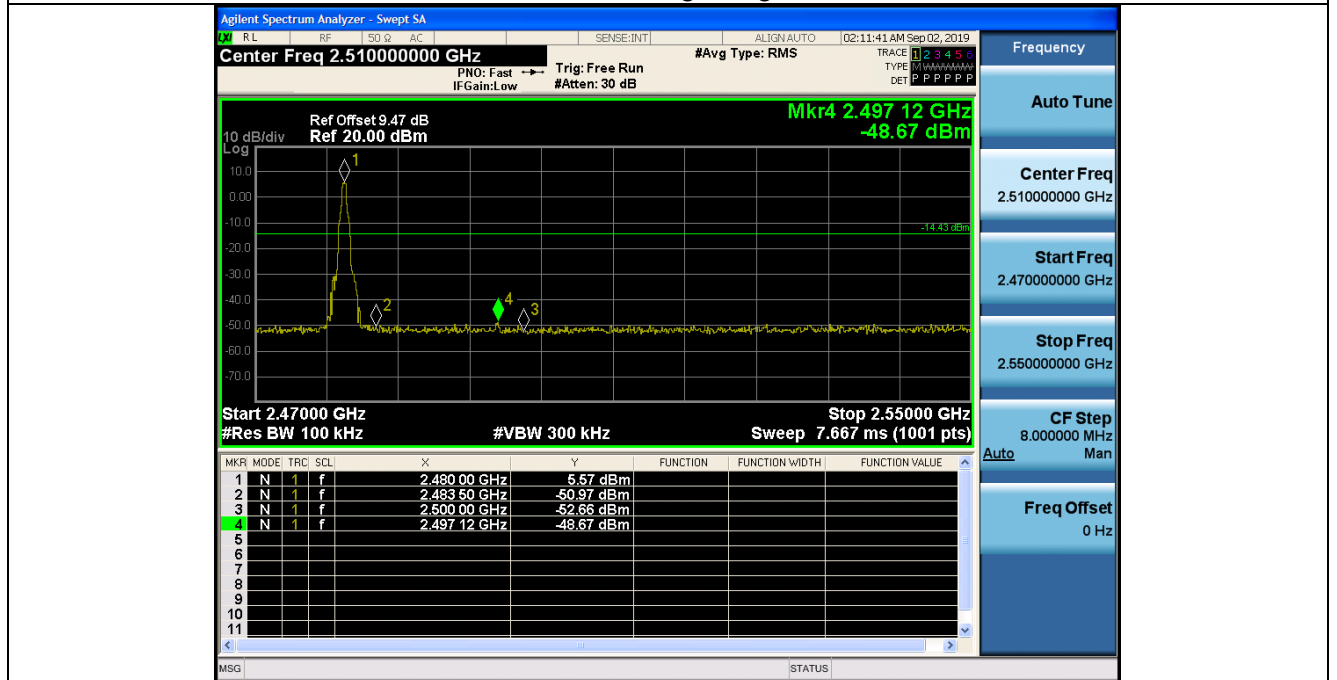 Agilent Spectrum Analyzer - Swept SA
LXI RL RF 50 Ω AC SENSE:INT ALIGN AUTO 02:11:41 AM Sep 02, 2019
Center Freq 2.510000000 GHz
PNO: Fast
IFGain:Low
Trig: Free Run
#Atten: 30 dB
#Avg Type: RMS
TRACE 1 2 3 4 5 6
TYPE M WWWWW
DET P P P P P P
Mkr4 2.497 12 GHz
-48.67 dBm
Ref Offset 9.47 dB
10 dB/div Ref 20.00 dBm
Log
10.0
0.00
-10.0
-20.0
-30.0
-40.0
-50.0
-60.0
-70.0
-14.43 dBm
1
2
4
3
Start 2.47000 GHz Stop 2.55000 GHz
#Res BW 100 kHz #VBW 300 kHz Sweep 7.667 ms (1001 pts)
MKR MODE TRC SCL X Y FUNCTION FUNCTION WIDTH FUNCTION VALUE
1 N 1 f 2.480 00 GHz 5.57 dBm
2 N 1 f 2.483 50 GHz -50.97 dBm
3 N 1 f 2.500 00 GHz -52.66 dBm
4 N 1 f 2.497 12 GHz -48.67 dBm
5
6
7
8
9
10
11
MSG STATUS
Frequency
Auto Tune
Center Freq
2.510000000 GHz
Start Freq
2.470000000 GHz
Stop Freq
2.550000000 GHz
CF Step
8.000000 MHz
Auto Man
Freq Offset
0 Hz